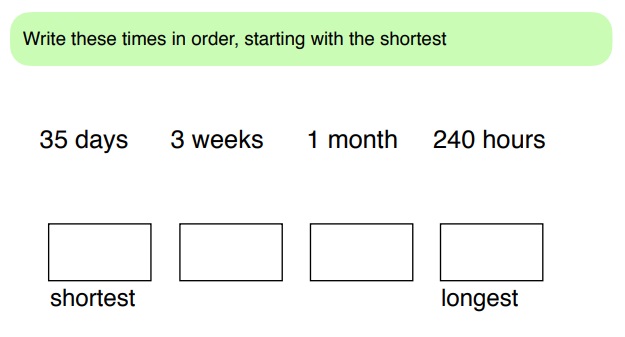 Write these times in order, starting with the shortest
35 days 3 weeks 1 month 240 hours
shortest longest